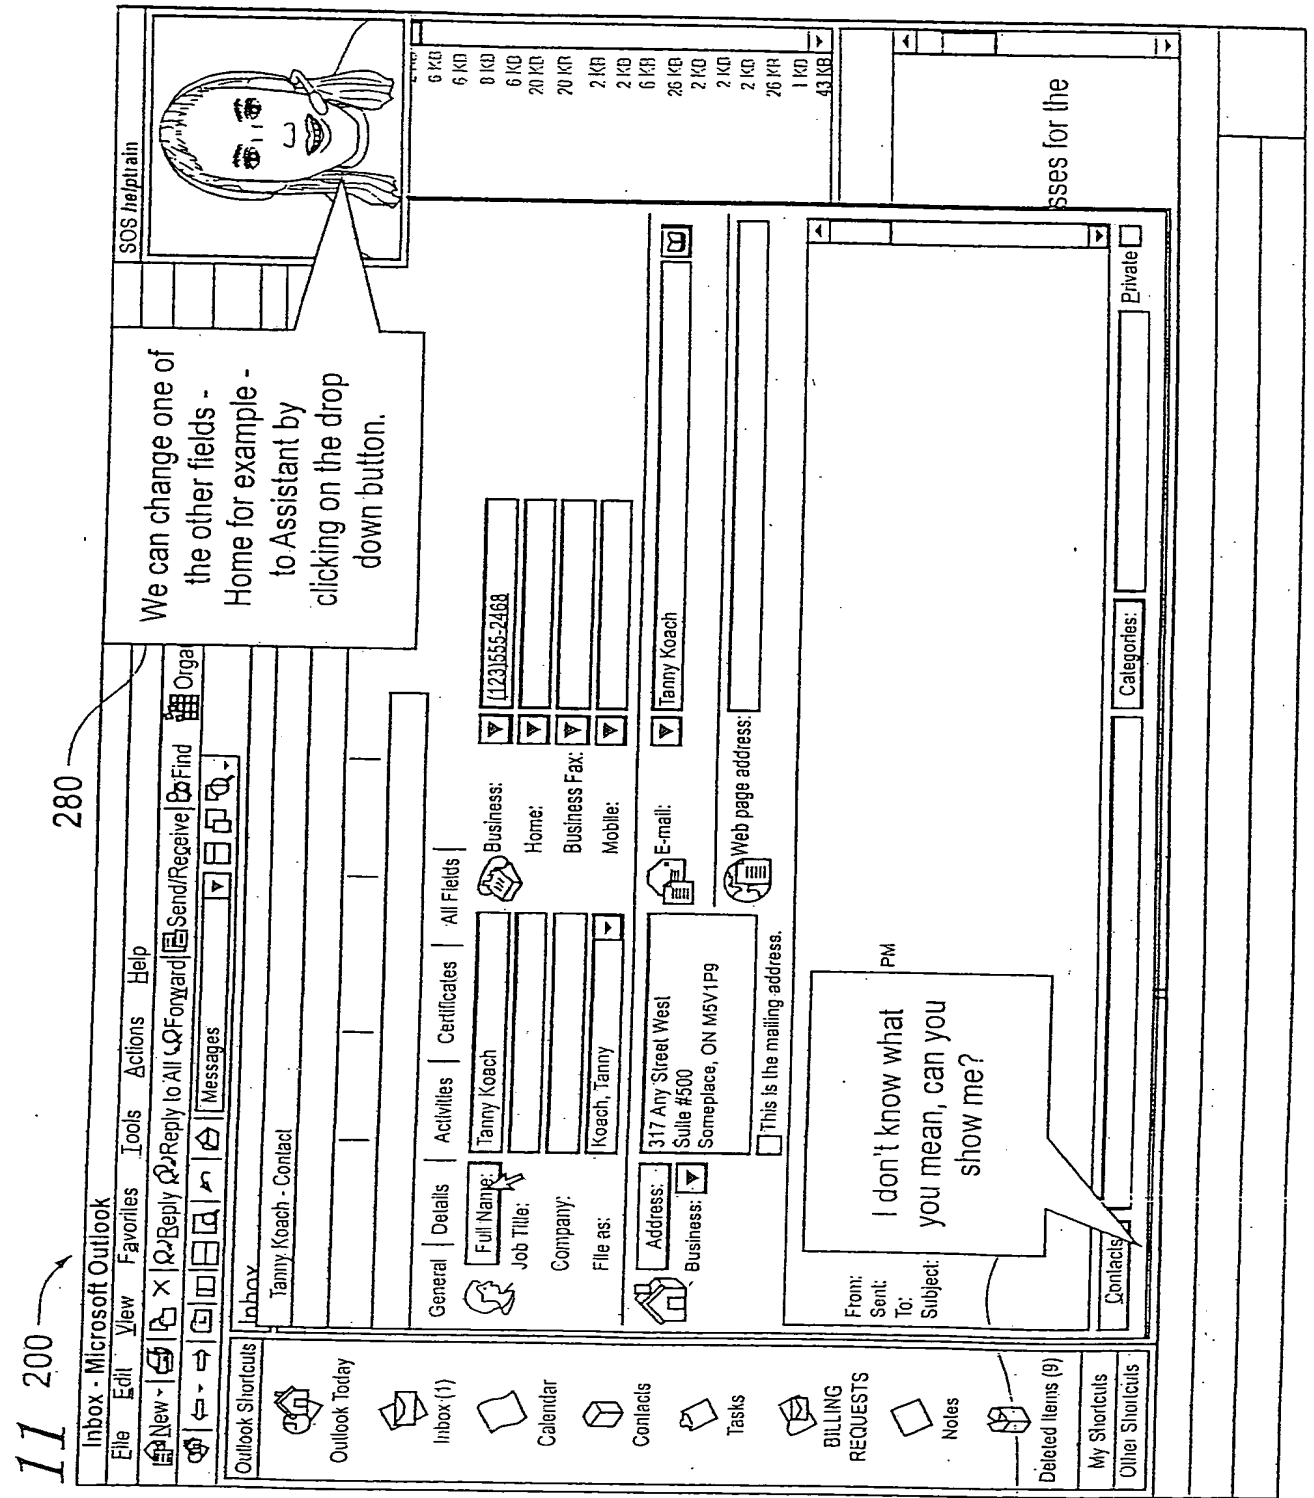 11
200
280
Inbox - Microsoft Outlook
File Edit View Favorites Tools Actions Help
New Reply Reply to All Forward Send/Receive Find Orga
Messages
SOS helptrain
We can change one of
the other fields -
Home for example -
to Assistant by
clicking on the drop
down button.
Outlook Shortcuts
Outlook Today
Inbox (1)
Calendar
Contacts
Tasks
BILLING
REQUESTS
Notes
Deleted Items (9)
My Shortcuts
Other Shortcuts
Inbox
Tanny Koach - Contact
General Details Activities Certificates All Fields
Full Name: Tanny Koach
Job Title:
Company:
File as: Koach, Tanny
Business: (123)555-2468
Home:
Business Fax:
Mobile:
Address: 317 Any Street West
Suite #500
Someplace, ON M5V1P9
Business:
This is the mailing address.
E-mail: Tanny Koach
Web page address:
From:
Sent: PM
To:
Subject:
I don't know what
you mean, can you
show me?
Contacts Categories: Private
6 KB
6 KB
8 KB
6 KB
20 KB
20 KB
2 KB
2 KB
6 KB
26 KB
2 KB
2 KB
2 KB
26 KB
1 KB
43 KB
sses for the